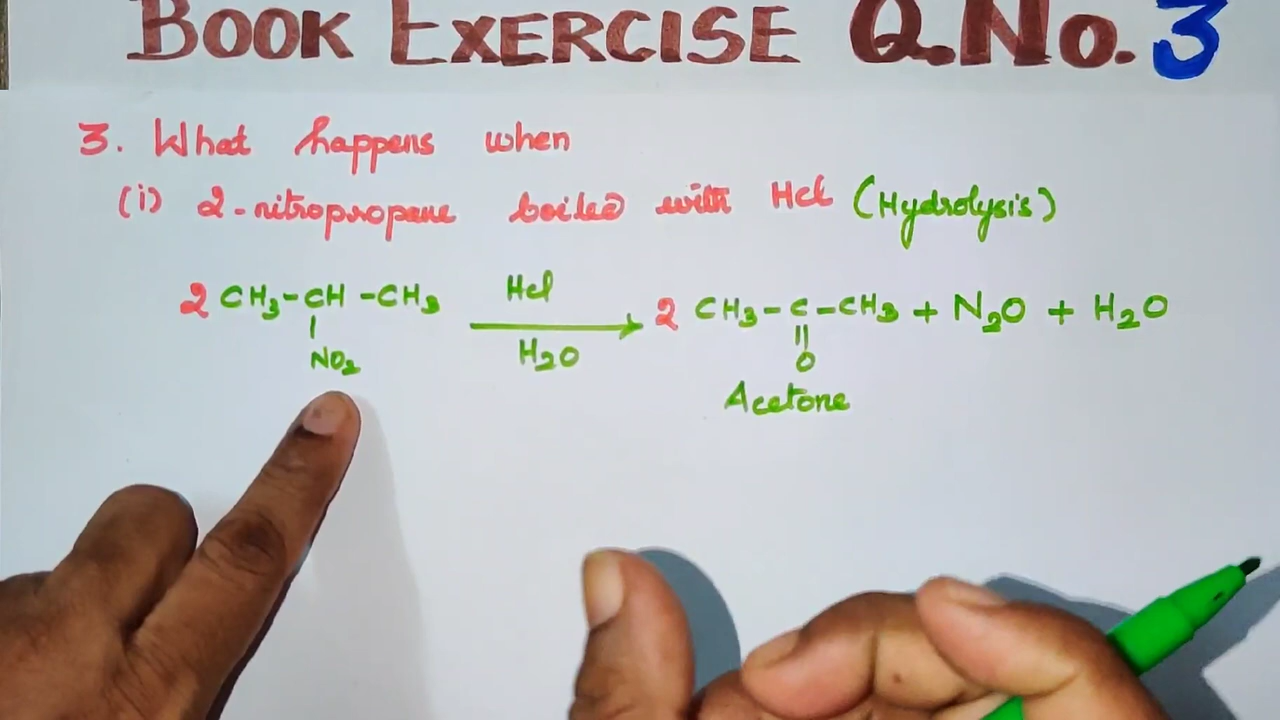 BOOK EXERCISE Q.No. 3
3. What happens when
(i) 2-nitropropane boiled with Hcl (Hydrolysis)
2 CH₃-CH-CH₃ Hcl 2 CH₃-C-CH₃ + N₂O + H₂O
| H₂O ||
NO₂ O
Acetone